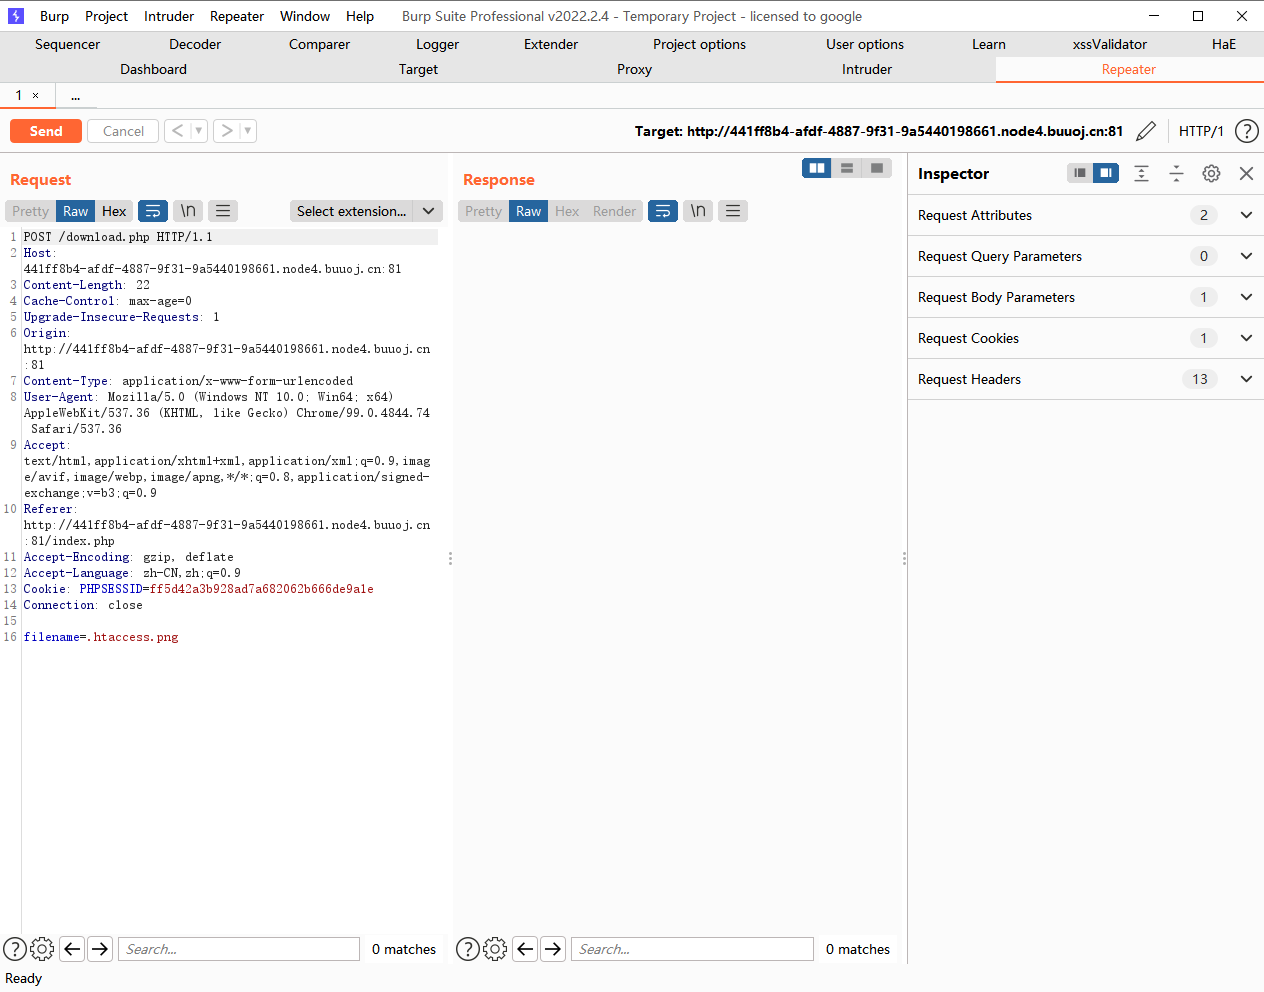 Burp Project Intruder Repeater Window Help Burp Suite Professional v2022.2.4 - Temporary Project - licensed to google
Sequencer Decoder Comparer Logger Extender Project options User options Learn xssValidator HaE
Dashboard Target Proxy Intruder Repeater
1 × ...
Send Cancel < > Target: http://441ff8b4-afdf-4887-9f31-9a5440198661.node4.buuoj.cn:81 HTTP/1 ?
Request
Pretty Raw Hex \n Select extension...
1 POST /download.php HTTP/1.1
2 Host:
441ff8b4-afdf-4887-9f31-9a5440198661.node4.buuoj.cn:81
3 Content-Length: 22
4 Cache-Control: max-age=0
5 Upgrade-Insecure-Requests: 1
6 Origin:
http://441ff8b4-afdf-4887-9f31-9a5440198661.node4.buuoj.cn
:81
7 Content-Type: application/x-www-form-urlencoded
8 User-Agent: Mozilla/5.0 (Windows NT 10.0; Win64; x64)
AppleWebKit/537.36 (KHTML, like Gecko) Chrome/99.0.4844.74
Safari/537.36
9 Accept:
text/html,application/xhtml+xml,application/xml;q=0.9,imag
e/avif,image/webp,image/apng,*/*;q=0.8,application/signed-
exchange;v=b3;q=0.9
10 Referer:
http://441ff8b4-afdf-4887-9f31-9a5440198661.node4.buuoj.cn
:81/index.php
11 Accept-Encoding: gzip, deflate
12 Accept-Language: zh-CN,zh;q=0.9
13 Cookie: PHPSESSID=ff5d42a3b928ad7a682062b666de9a1e
14 Connection: close
15
16 filename=.htaccess.png
? Search... 0 matches
Response
Pretty Raw Hex Render \n
? Search... 0 matches
Inspector
Request Attributes 2
Request Query Parameters 0
Request Body Parameters 1
Request Cookies 1
Request Headers 13
Ready